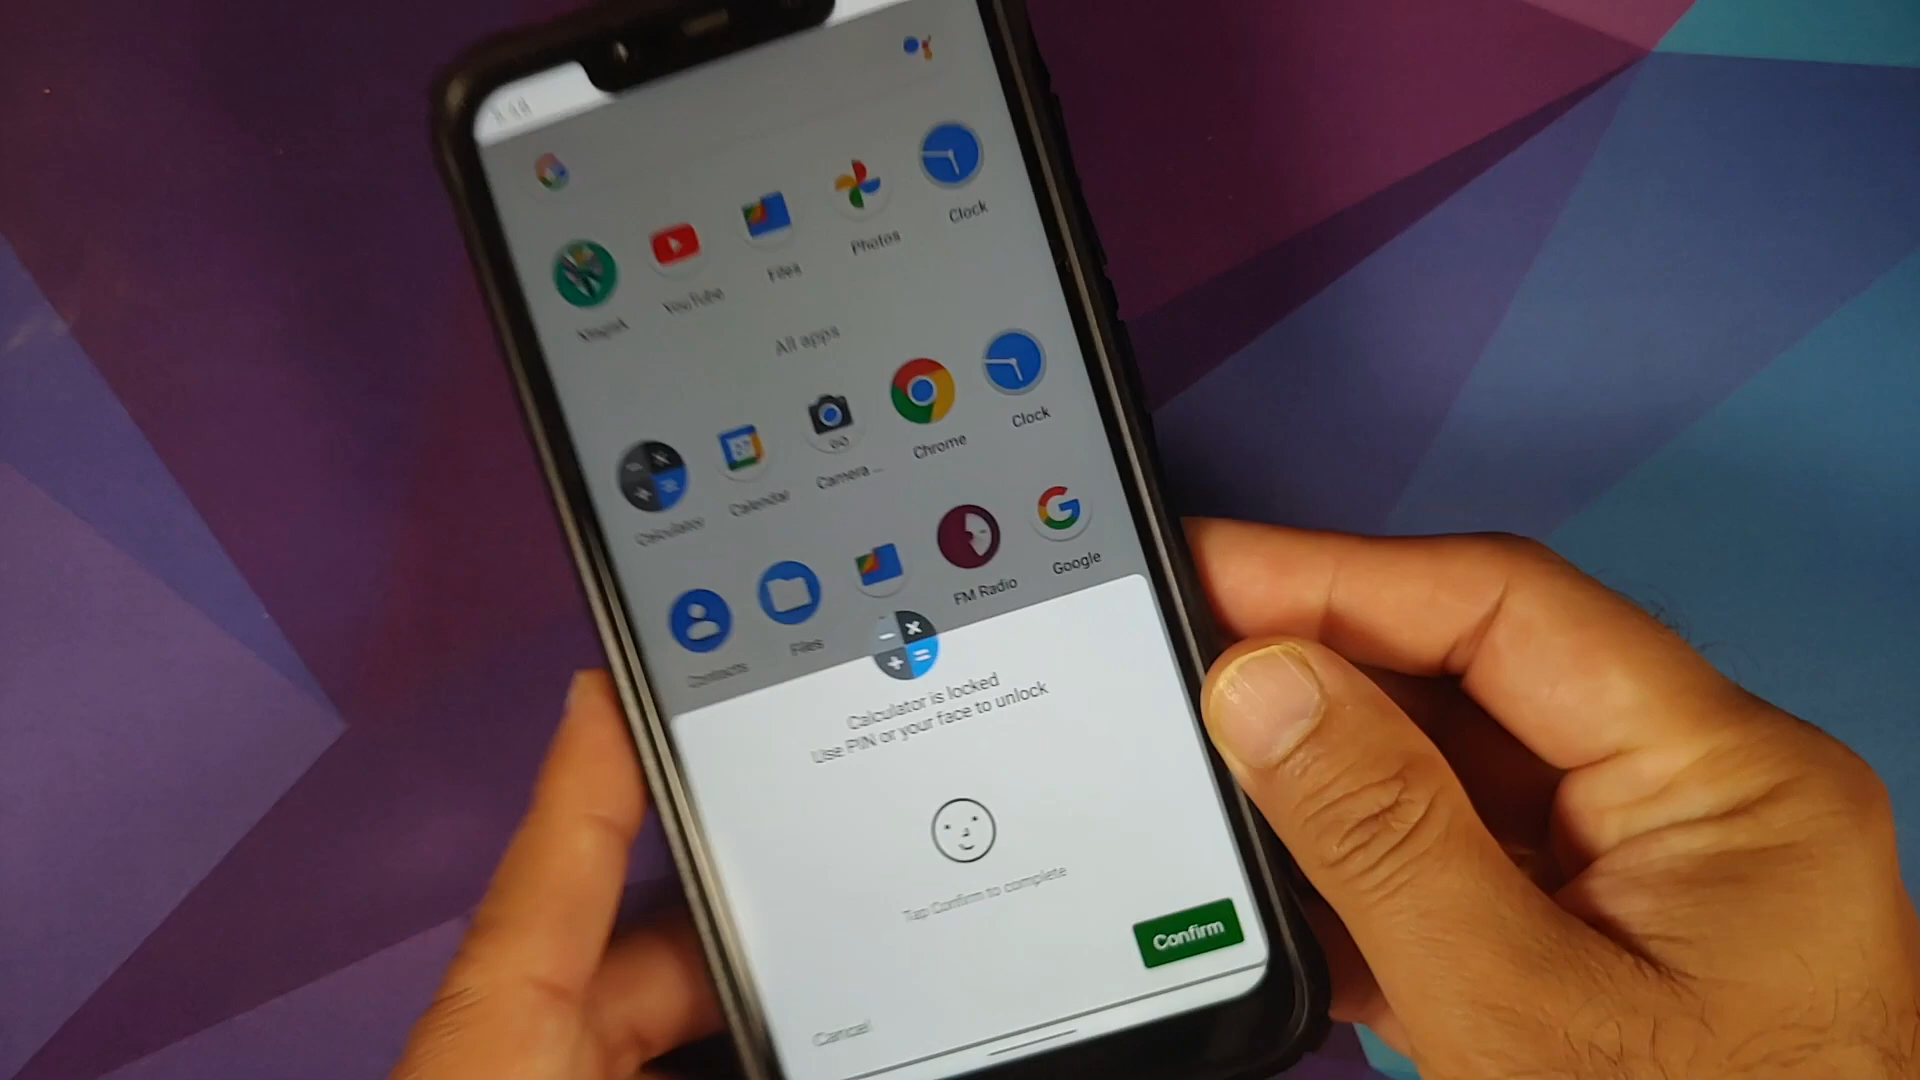 YouTube
Files
Photos
Clock
All apps
Calculator
Calendar
Camera ...
GO
Chrome
Clock
Contacts
Files
FM Radio
Google
Calculator is locked
Use PIN or your face to unlock
Tap Confirm to complete
Confirm
Cancel